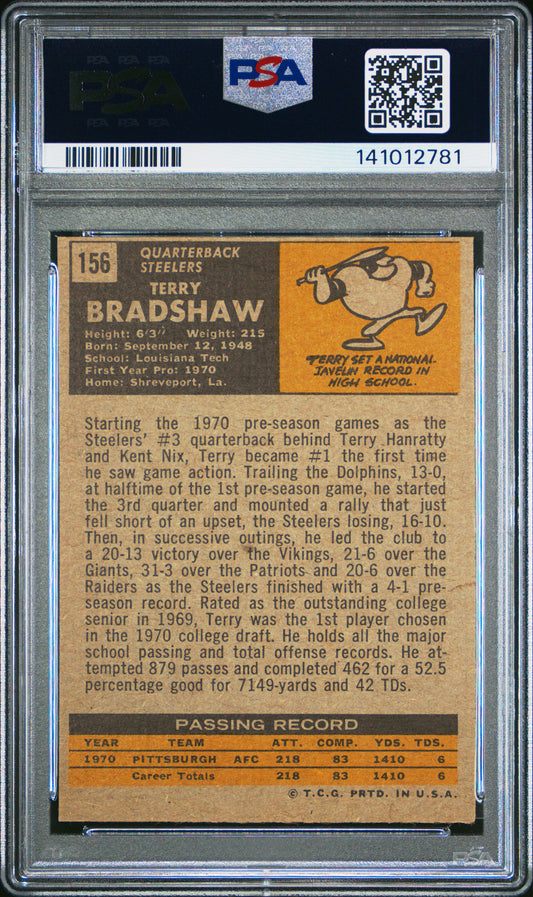 PSA
PSA
141012781
156
QUARTERBACK
STEELERS
TERRY
BRADSHAW
Height: 6'3" Weight: 215
Born: September 12, 1948
School: Louisiana Tech
First Year Pro: 1970
Home: Shreveport, La.
TERRY SET A NATIONAL
JAVELIN RECORD IN
HIGH SCHOOL.
Starting the 1970 pre-season games as the
Steelers' #3 quarterback behind Terry Hanratty
and Kent Nix, Terry became #1 the first time
he saw game action. Trailing the Dolphins, 13-0,
at halftime of the 1st pre-season game, he started
the 3rd quarter and mounted a rally that just
fell short of an upset, the Steelers losing, 16-10.
Then, in successive outings, he led the club to
a 20-13 victory over the Vikings, 21-6 over the
Giants, 31-3 over the Patriots and 20-6 over the
Raiders as the Steelers finished with a 4-1 pre-
season record. Rated as the outstanding college
senior in 1969, Terry was the 1st player chosen
in the 1970 college draft. He holds all the major
school passing and total offense records. He at-
tempted 879 passes and completed 462 for a 52.5
percentage good for 7149-yards and 42 TDs.
PASSING RECORD
YEAR TEAM ATT. COMP. YDS. TDS.
1970 PITTSBURGH AFC 218 83 1410 6
Career Totals 218 83 1410 6
© T.C.G. PRTD. IN U.S.A.
PSA